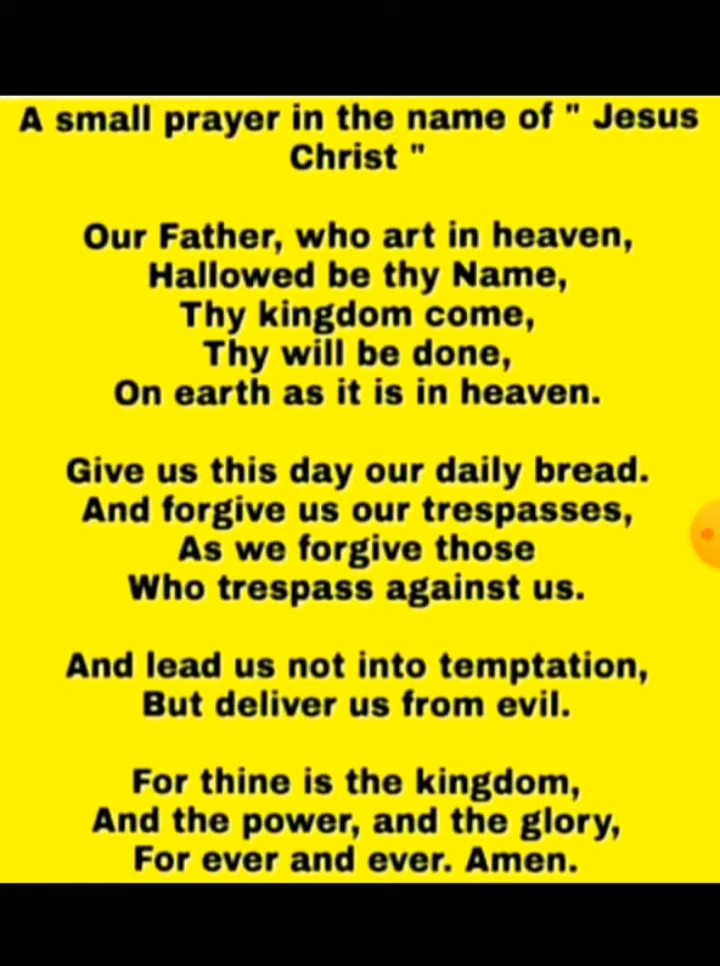 A small prayer in the name of " Jesus
Christ "
Our Father, who art in heaven,
Hallowed be thy Name,
Thy kingdom come,
Thy will be done,
On earth as it is in heaven.
Give us this day our daily bread.
And forgive us our trespasses,
As we forgive those
Who trespass against us.
And lead us not into temptation,
But deliver us from evil.
For thine is the kingdom,
And the power, and the glory,
For ever and ever. Amen.